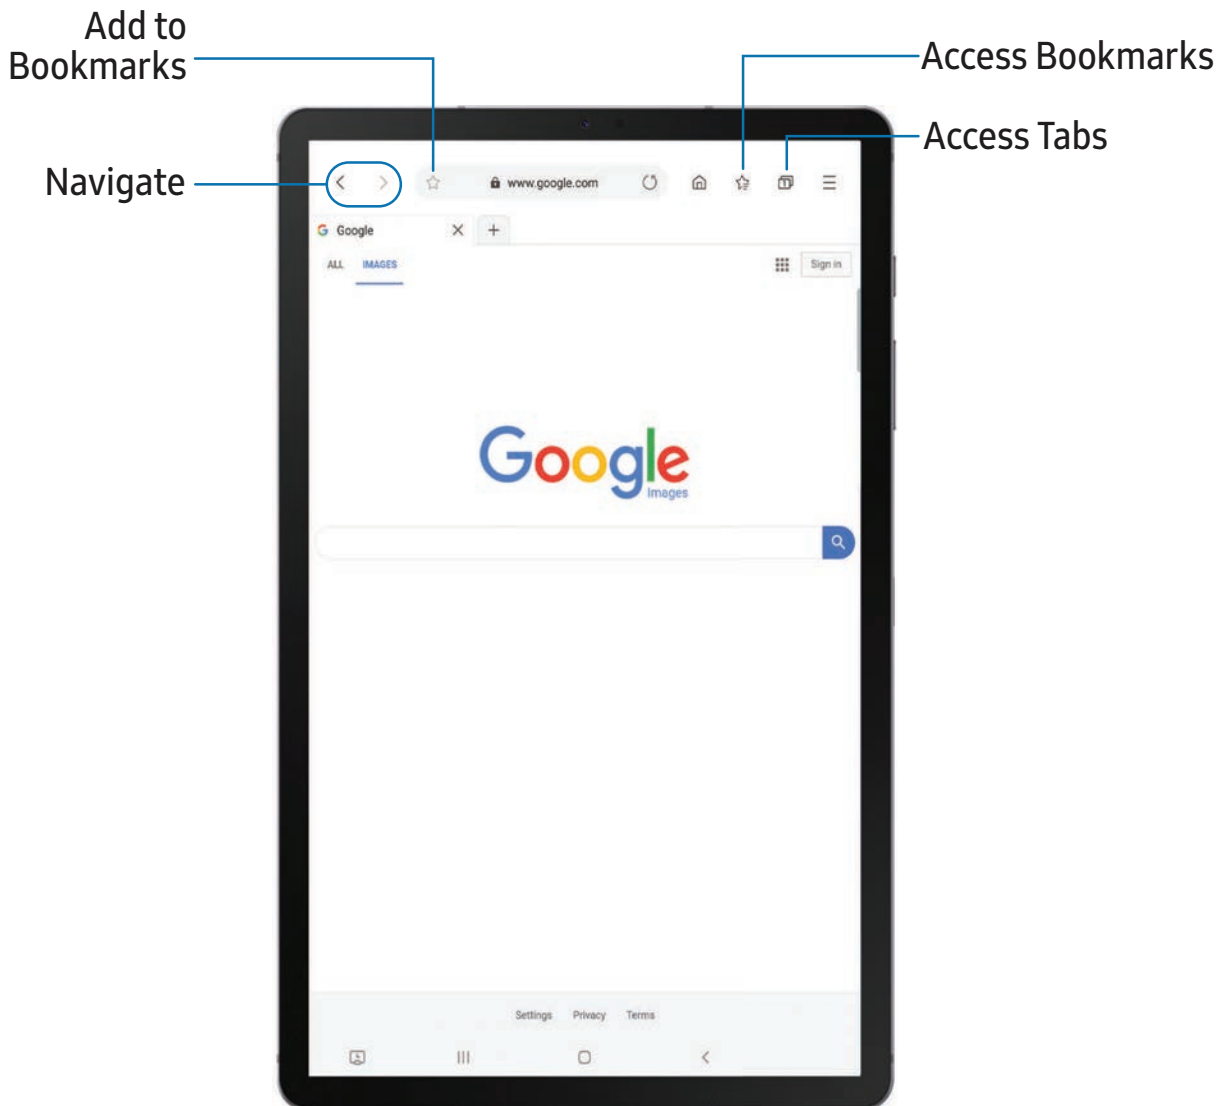 Add to
Bookmarks
Access Bookmarks
Access Tabs
Navigate
www.google.com
1
G Google
ALL IMAGES
Sign in
Google
Images
Settings Privacy Terms